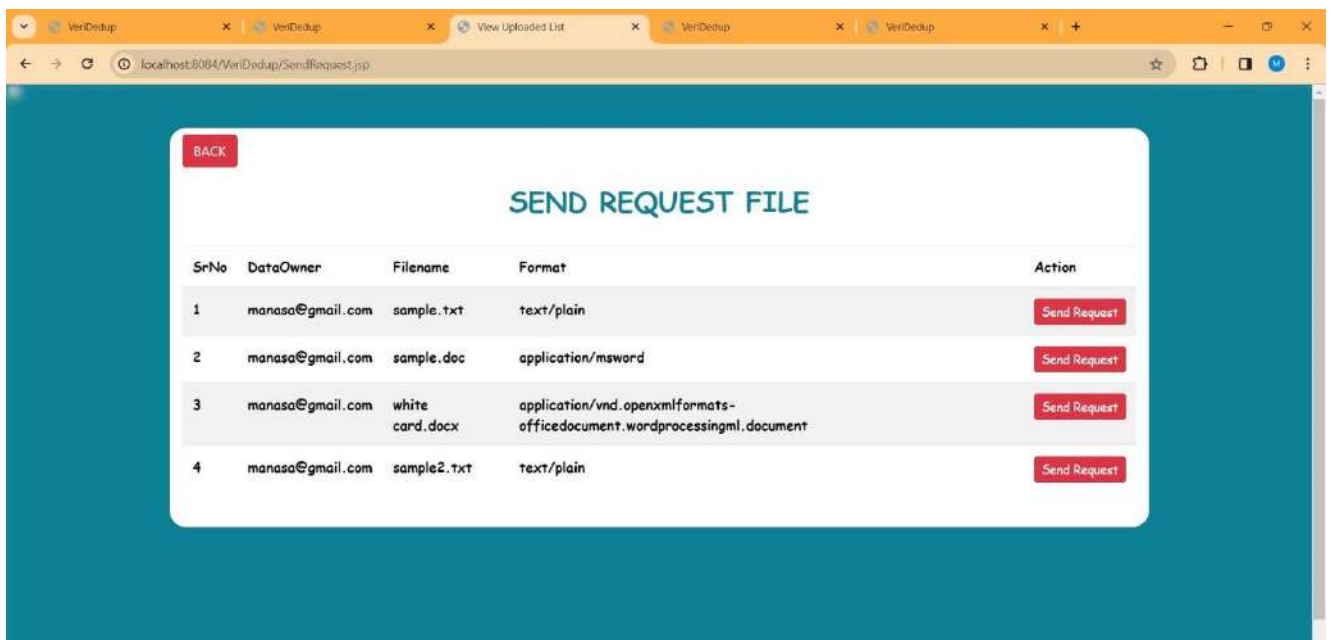 VeriDedup VeriDedup View Uploaded List VeriDedup VeriDedup
localhost:8084/VeriDedup/SendRequest.jsp M
BACK
SEND REQUEST FILE
SrNo DataOwner Filename Format Action
1 manasa@gmail.com sample.txt text/plain Send Request
2 manasa@gmail.com sample.doc application/msword Send Request
3 manasa@gmail.com white application/vnd.openxmlformats- Send Request
card.docx officedocument.wordprocessingml.document
4 manasa@gmail.com sample2.txt text/plain Send Request